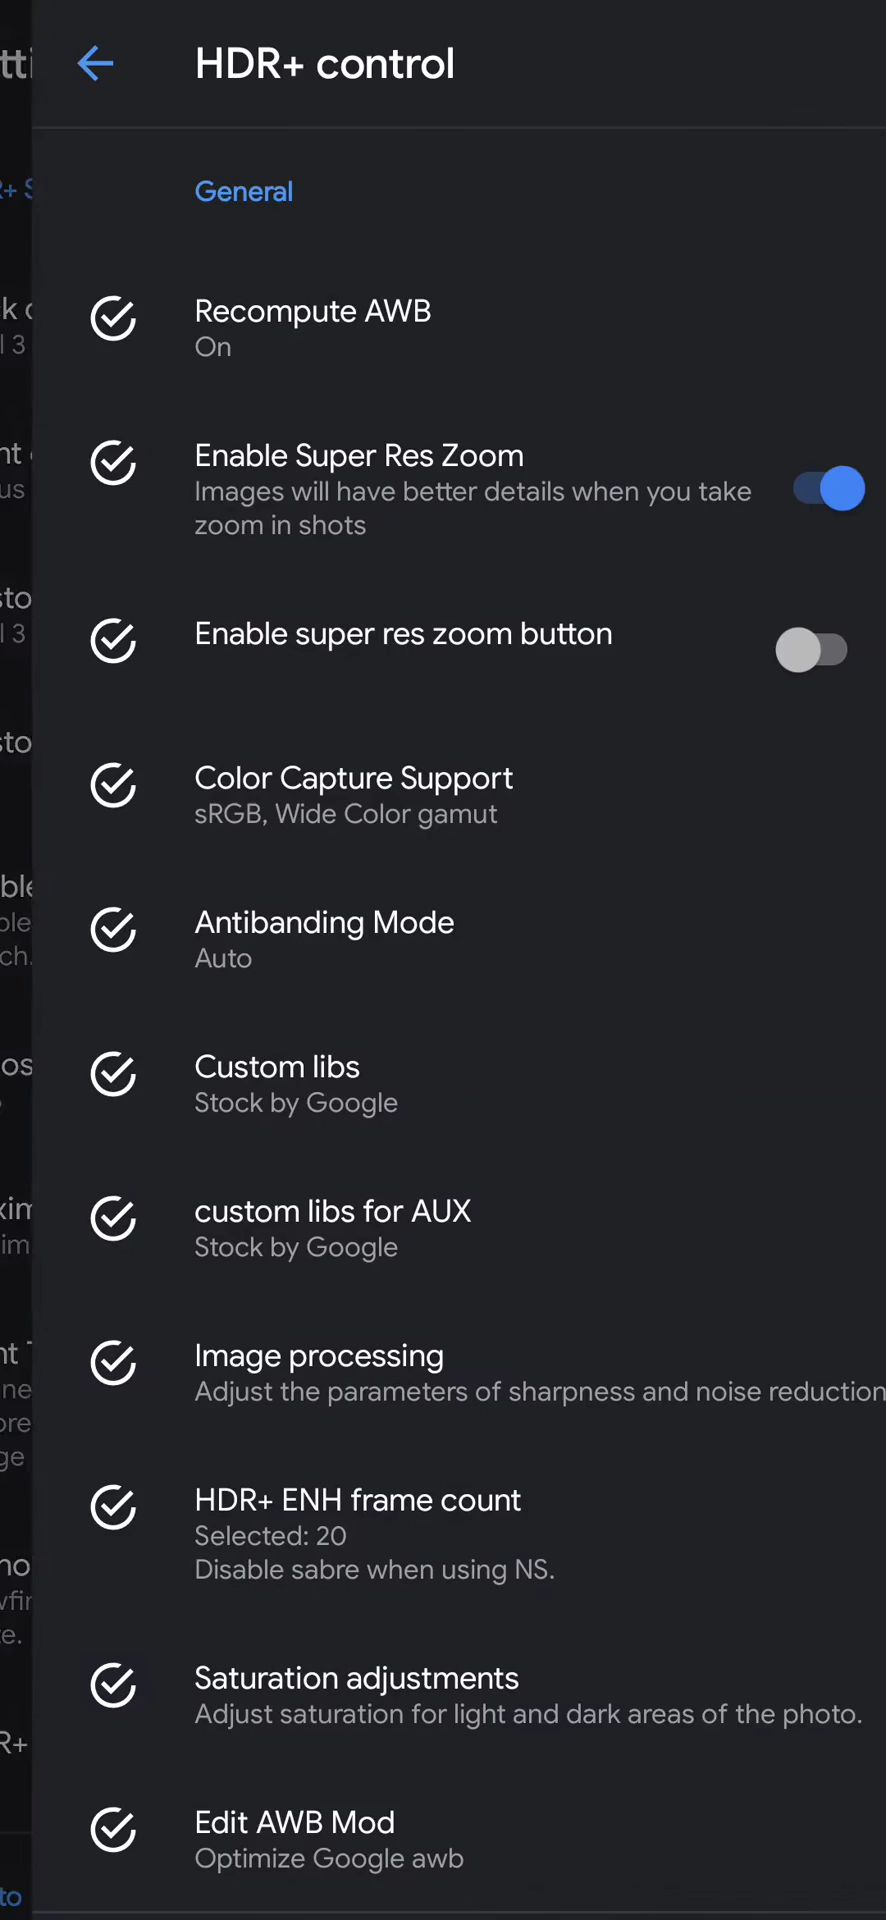 HDR+ control
General
Recompute AWB
On
Enable Super Res Zoom
Images will have better details when you take
zoom in shots
Enable super res zoom button
Color Capture Support
sRGB, Wide Color gamut
Antibanding Mode
Auto
Custom libs
Stock by Google
custom libs for AUX
Stock by Google
Image processing
Adjust the parameters of sharpness and noise reduction
HDR+ ENH frame count
Selected: 20
Disable sabre when using NS.
Saturation adjustments
Adjust saturation for light and dark areas of the photo.
Edit AWB Mod
Optimize Google awb